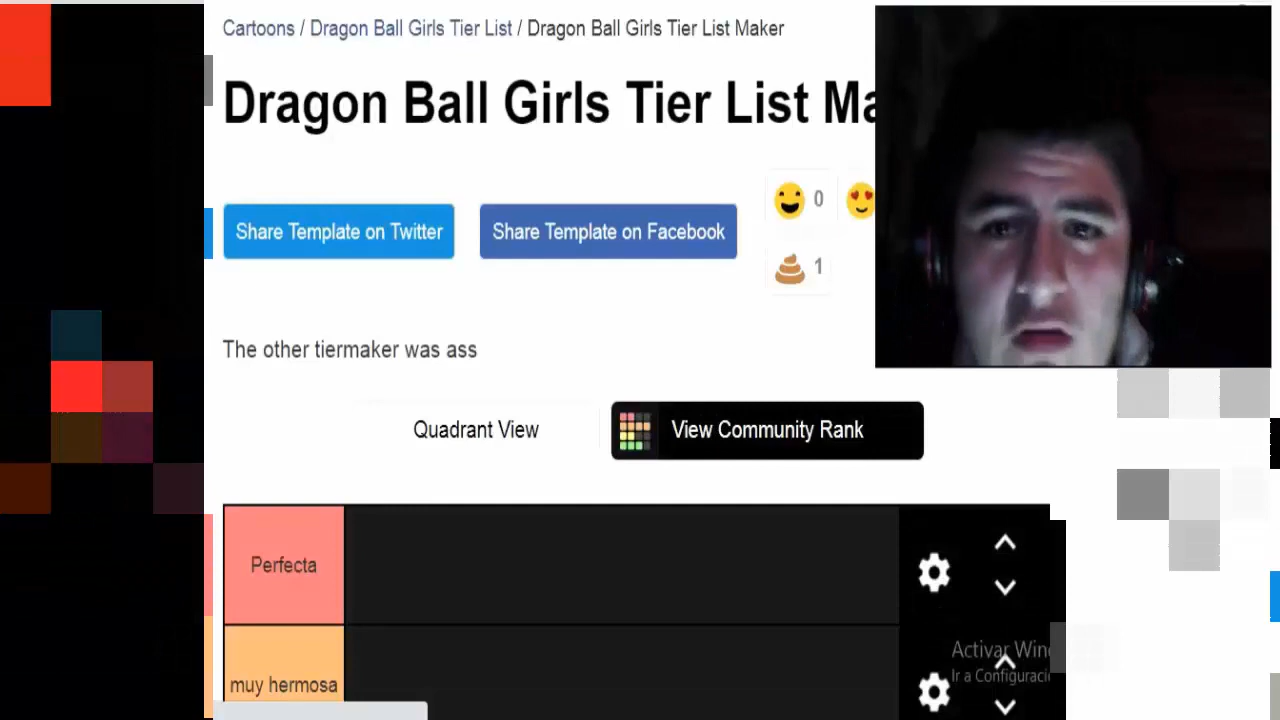 Cartoons / Dragon Ball Girls Tier List / Dragon Ball Girls Tier List Maker
Dragon Ball Girls Tier List Ma
Share Template on Twitter
Share Template on Facebook
0
1
The other tiermaker was ass
Quadrant View
View Community Rank
Perfecta
muy hermosa
Activar Win
Ir a Configuraci